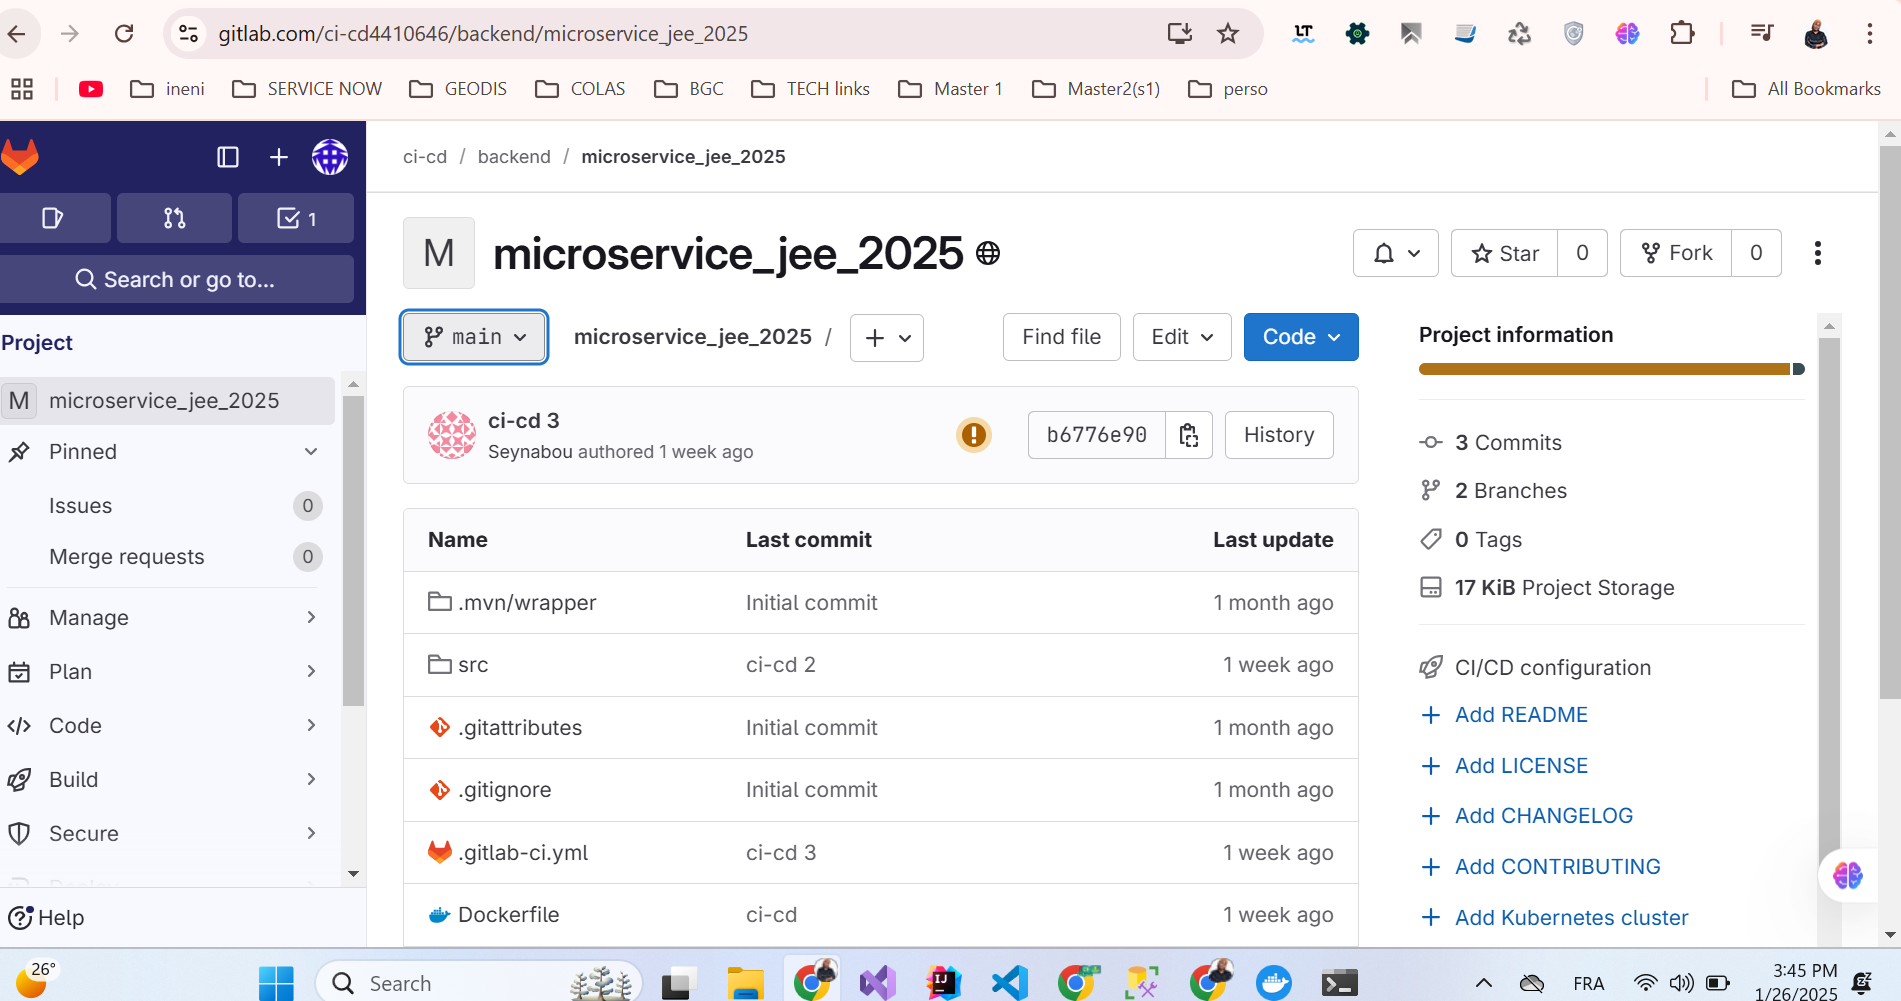 gitlab.com/ci-cd4410646/backend/microservice_jee_2025
LT
ineni
SERVICE NOW
GEODIS
COLAS
BGC
TECH links
Master 1
Master2(s1)
perso
All Bookmarks
ci-cd / backend / microservice_jee_2025
1
Search or go to...
Project
M microservice_jee_2025
Pinned
Issues 0
Merge requests 0
Manage
Plan
Code
Build
Secure
Help
M microservice_jee_2025
Star 0
Fork 0
main
microservice_jee_2025 /
Find file
Edit
Code
ci-cd 3
Seynabou authored 1 week ago
b6776e90
History
Name Last commit Last update
.mvn/wrapper Initial commit 1 month ago
src ci-cd 2 1 week ago
.gitattributes Initial commit 1 month ago
.gitignore Initial commit 1 month ago
.gitlab-ci.yml ci-cd 3 1 week ago
Dockerfile ci-cd 1 week ago
Project information
3 Commits
2 Branches
0 Tags
17 KiB Project Storage
CI/CD configuration
Add README
Add LICENSE
Add CHANGELOG
Add CONTRIBUTING
Add Kubernetes cluster
26°
Search
FRA
3:45 PM
1/26/2025